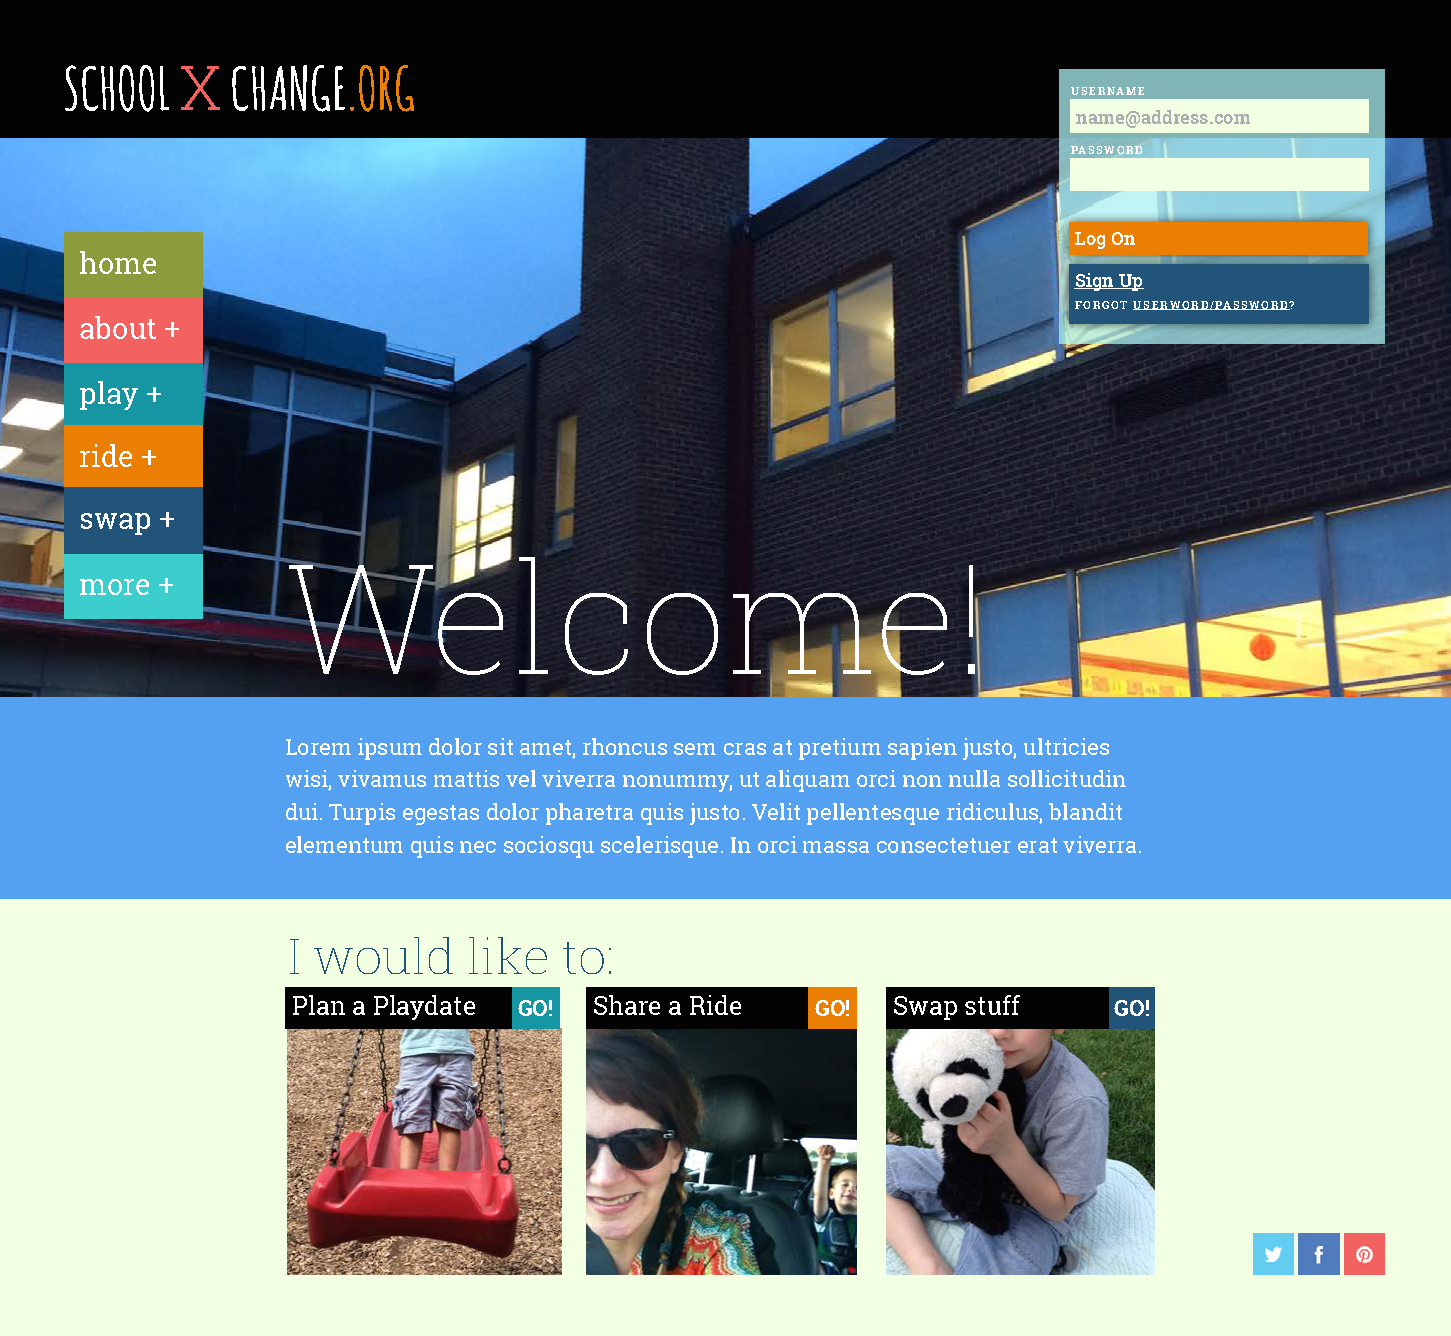 SCHOOL X CHANGE.ORG
USERNAME
name@address.com
PASSWORD
Log On
Sign Up
FORGOT USERWORD/PASSWORD?
home
about +
play +
ride +
swap +
more +
Welcome!
Lorem ipsum dolor sit amet, rhoncus sem cras at pretium sapien justo, ultricies
wisi, vivamus mattis vel viverra nonummy, ut aliquam orci non nulla sollicitudin
dui. Turpis egestas dolor pharetra quis justo. Velit pellentesque ridiculus, blandit
elementum quis nec sociosqu scelerisque. In orci massa consectetuer erat viverra.
I would like to:
Plan a Playdate GO!
Share a Ride GO!
Swap stuff GO!